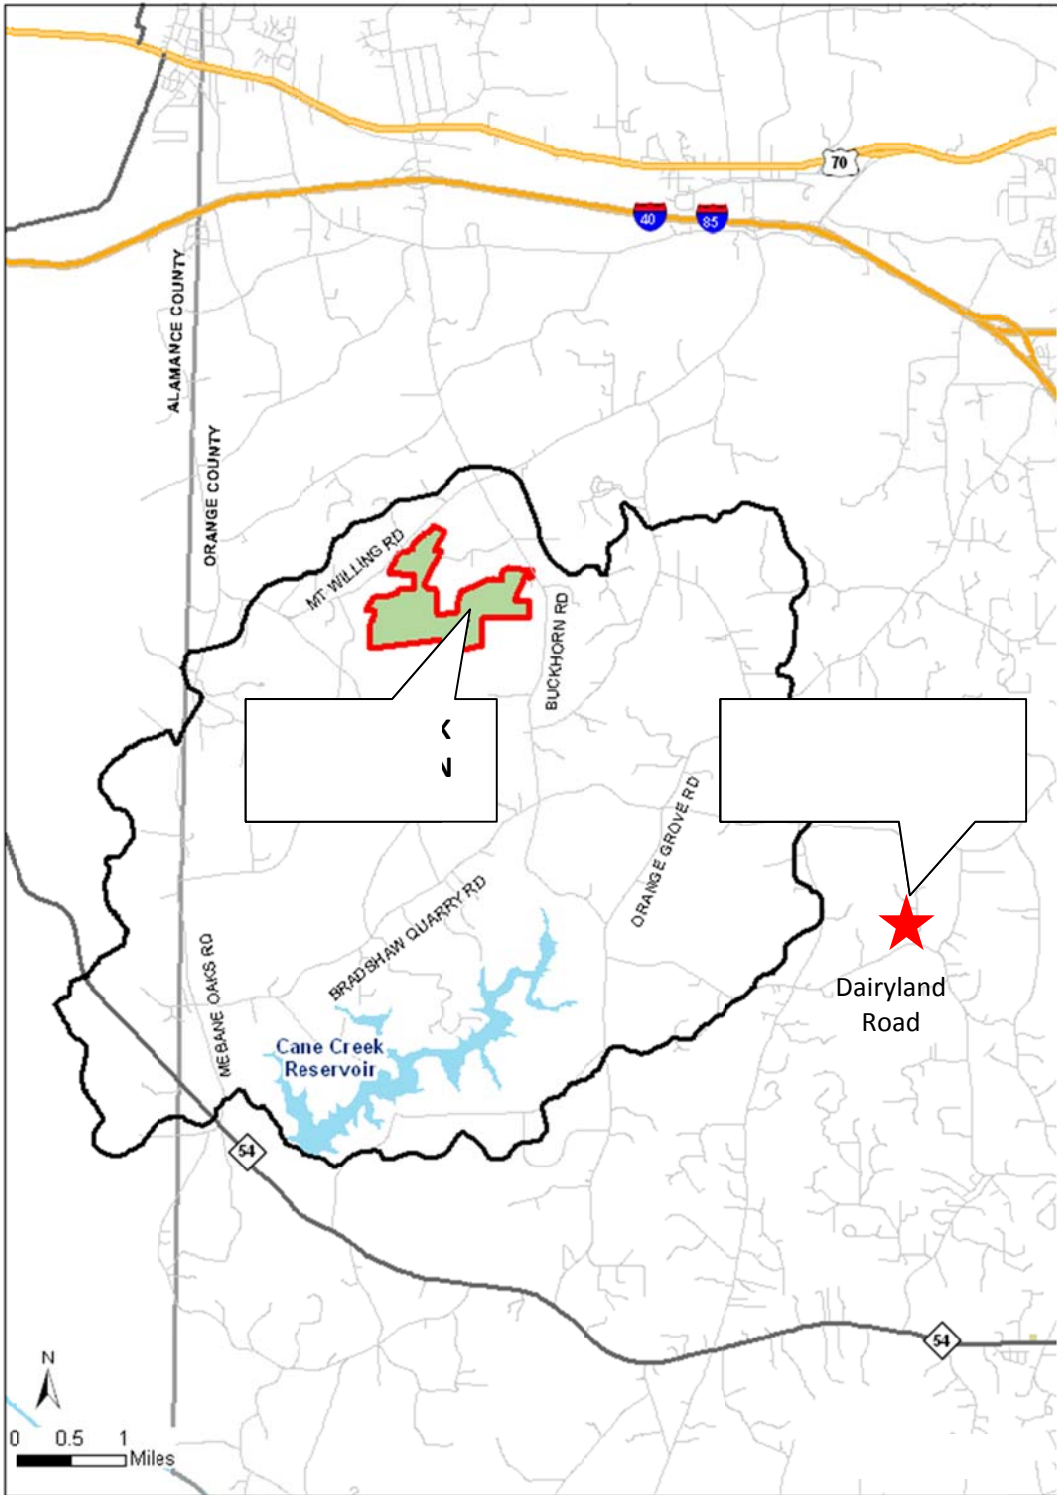 70
40
85
ALAMANCE COUNTY
ORANGE COUNTY
MT WILLING RD
BUCKHORN RD
ORANGE GROVE RD
BRADSHAW QUARRY RD
MEBANE OAKS RD
Dairyland
Road
Cane Creek
Reservoir
54
54
N
0 0.5 1
Miles